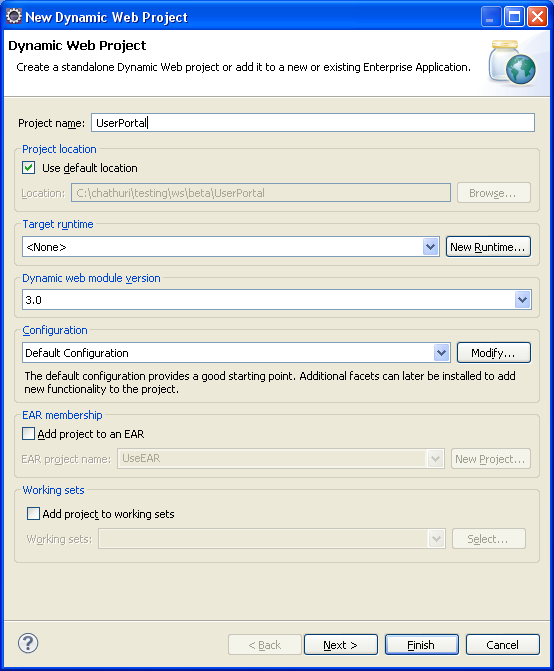 New Dynamic Web Project
Dynamic Web Project
Create a standalone Dynamic Web project or add it to a new or existing Enterprise Application.
Project name: UserPortal
Project location
Use default location
Location: C:\chathuri\testing\ws\beta\UserPortal Browse...
Target runtime
<None> New Runtime...
Dynamic web module version
3.0
Configuration
Default Configuration Modify...
The default configuration provides a good starting point. Additional facets can later be installed to add
new functionality to the project.
EAR membership
Add project to an EAR
EAR project name: UseEAR New Project...
Working sets
Add project to working sets
Working sets: Select...
? < Back Next > Finish Cancel